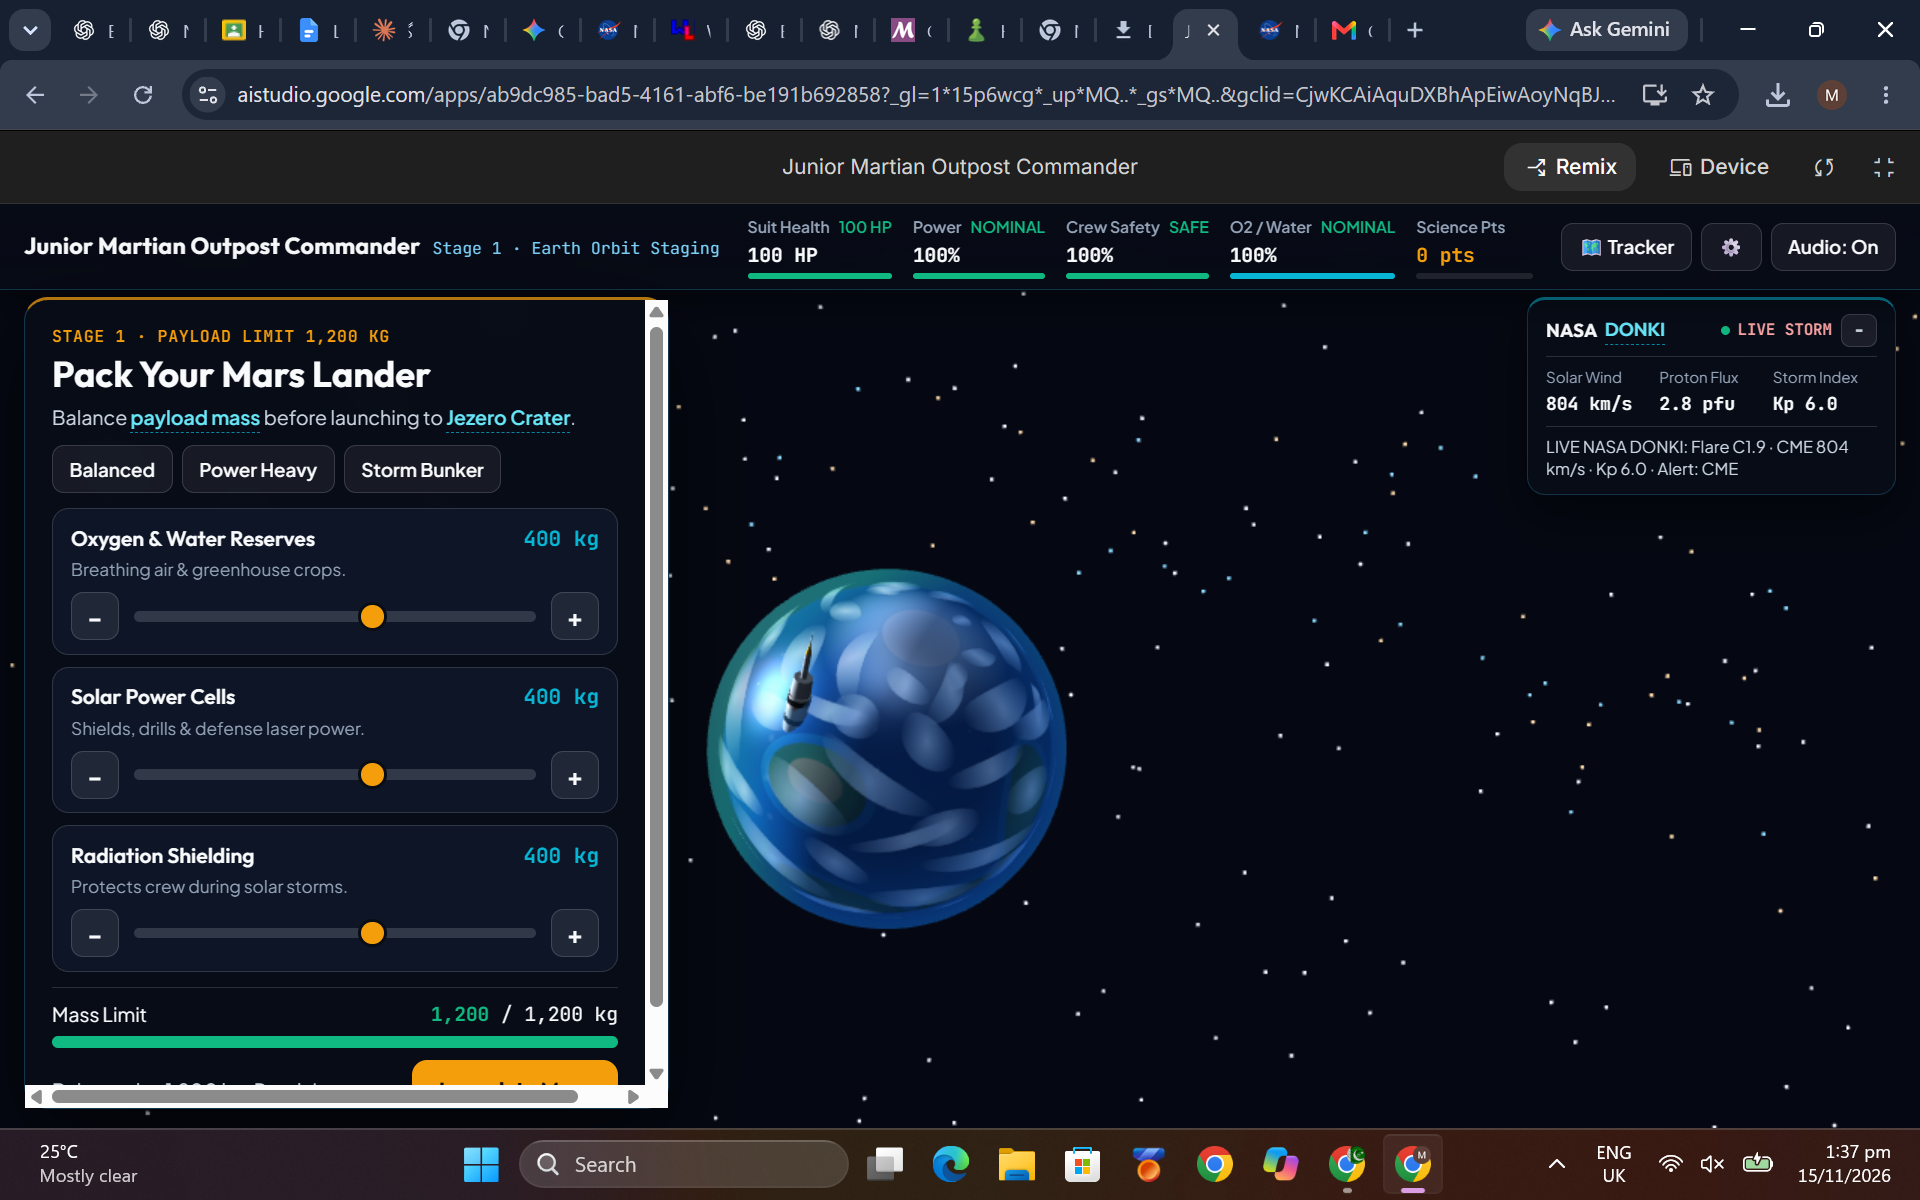 Ask Gemini
aistudio.google.com/apps/ab9dc985-bad5-4161-abf6-be191b692858?_gl=1*15p6wcg*_up*MQ..*_gs*MQ..&gclid=CjwKCAiAquDXBhApEiwAoyNqBJ...
M
Junior Martian Outpost Commander
Remix
Device
Junior Martian Outpost Commander
Stage 1 · Earth Orbit Staging
Suit Health 100 HP
100 HP
Power NOMINAL
100%
Crew Safety SAFE
100%
O2 / Water NOMINAL
100%
Science Pts
0 pts
Tracker
Audio: On
STAGE 1 · PAYLOAD LIMIT 1,200 KG
Pack Your Mars Lander
Balance payload mass before launching to Jezero Crater.
Balanced
Power Heavy
Storm Bunker
Oxygen & Water Reserves 400 kg
Breathing air & greenhouse crops.
- +
Solar Power Cells 400 kg
Shields, drills & defense laser power.
- +
Radiation Shielding 400 kg
Protects crew during solar storms.
- +
Mass Limit 1,200 / 1,200 kg
NASA DONKI LIVE STORM -
Solar Wind Proton Flux Storm Index
804 km/s 2.8 pfu Kp 6.0
LIVE NASA DONKI: Flare C1.9 · CME 804
km/s · Kp 6.0 · Alert: CME
25°C
Mostly clear
Search
M
ENG
UK
1:37 pm
15/11/2026